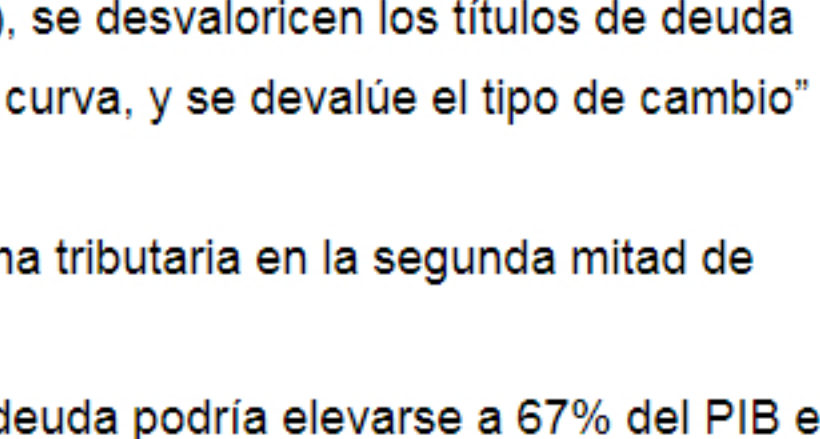 ), se desvaloricen los títulos de deuda
curva, y se devalúe el tipo de cambio”
na tributaria en la segunda mitad de
deuda podría elevarse a 67% del PIB e